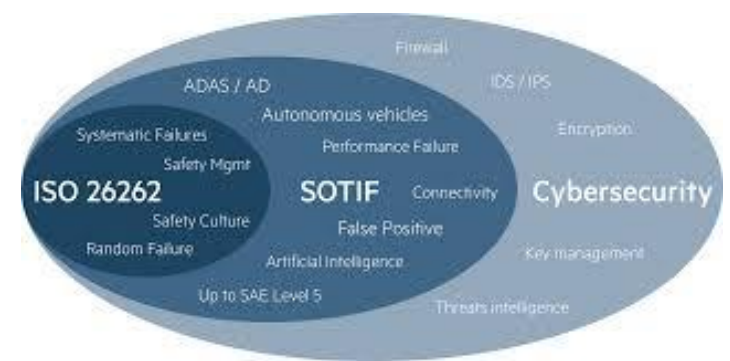 Firewall
ADAS / AD
IDS / IPS
Autonomous vehicles
Systematic Failures
Encryption
Performance Failure
Safety Mgmt
ISO 26262
SOTIF
Connectivity
Cybersecurity
Safety Culture
False Positive
Random Failure
Key management
Artificial Intelligence
Up to SAE Level 5
Threats intelligence